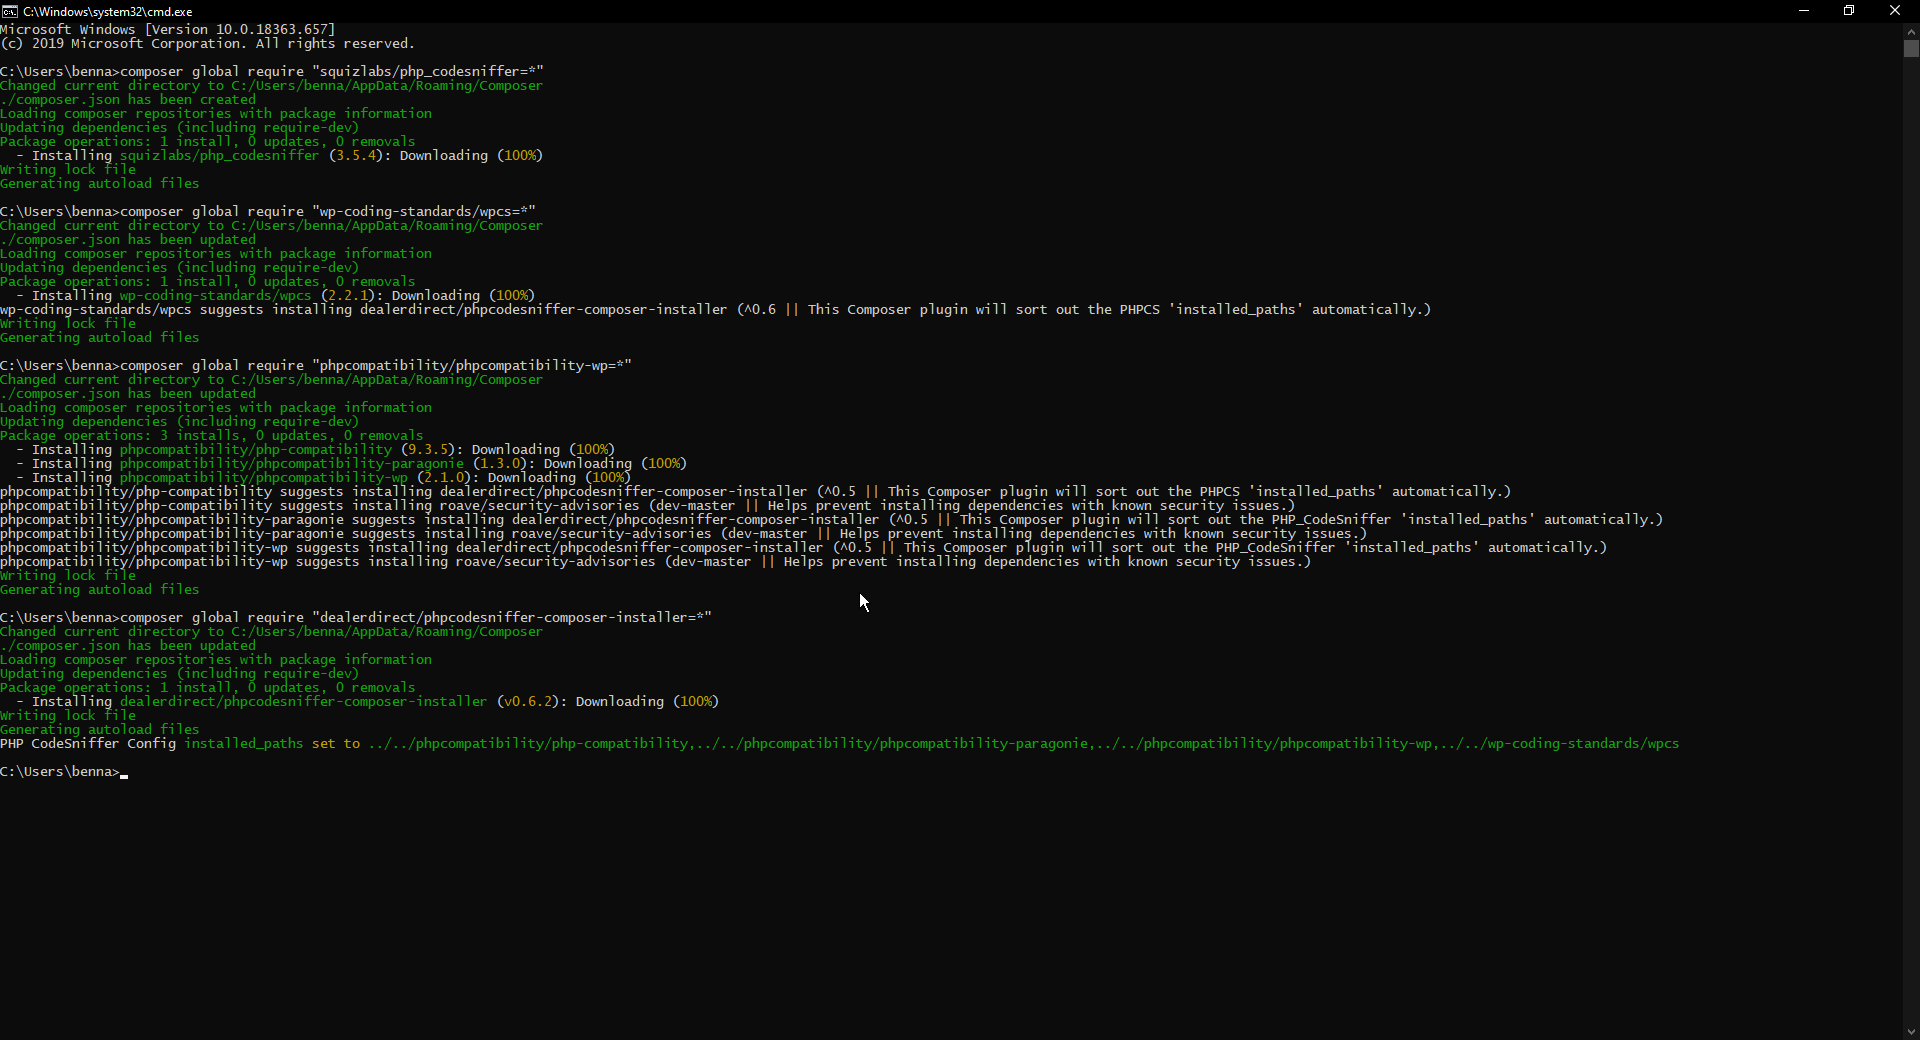 C:\Windows\system32\cmd.exe
Microsoft Windows [Version 10.0.18363.657]
(c) 2019 Microsoft Corporation. All rights reserved.
C:\Users\benna>composer global require "squizlabs/php_codesniffer=*"
Changed current directory to C:/Users/benna/AppData/Roaming/Composer
./composer.json has been created
Loading composer repositories with package information
Updating dependencies (including require-dev)
Package operations: 1 install, 0 updates, 0 removals
- Installing squizlabs/php_codesniffer (3.5.4): Downloading (100%)
Writing lock file
Generating autoload files
C:\Users\benna>composer global require "wp-coding-standards/wpcs=*"
Changed current directory to C:/Users/benna/AppData/Roaming/Composer
./composer.json has been updated
Loading composer repositories with package information
Updating dependencies (including require-dev)
Package operations: 1 install, 0 updates, 0 removals
- Installing wp-coding-standards/wpcs (2.2.1): Downloading (100%)
wp-coding-standards/wpcs suggests installing dealerdirect/phpcodesniffer-composer-installer (^0.6 || This Composer plugin will sort out the PHPCS 'installed_paths' automatically.)
Writing lock file
Generating autoload files
C:\Users\benna>composer global require "phpcompatibility/phpcompatibility-wp=*"
Changed current directory to C:/Users/benna/AppData/Roaming/Composer
./composer.json has been updated
Loading composer repositories with package information
Updating dependencies (including require-dev)
Package operations: 3 installs, 0 updates, 0 removals
- Installing phpcompatibility/php-compatibility (9.3.5): Downloading (100%)
- Installing phpcompatibility/phpcompatibility-paragonie (1.3.0): Downloading (100%)
- Installing phpcompatibility/phpcompatibility-wp (2.1.0): Downloading (100%)
phpcompatibility/php-compatibility suggests installing dealerdirect/phpcodesniffer-composer-installer (^0.5 || This Composer plugin will sort out the PHPCS 'installed_paths' automatically.)
phpcompatibility/php-compatibility suggests installing roave/security-advisories (dev-master || Helps prevent installing dependencies with known security issues.)
phpcompatibility/phpcompatibility-paragonie suggests installing dealerdirect/phpcodesniffer-composer-installer (^0.5 || This Composer plugin will sort out the PHP_CodeSniffer 'installed_paths' automatically.)
phpcompatibility/phpcompatibility-paragonie suggests installing roave/security-advisories (dev-master || Helps prevent installing dependencies with known security issues.)
phpcompatibility/phpcompatibility-wp suggests installing dealerdirect/phpcodesniffer-composer-installer (^0.5 || This Composer plugin will sort out the PHP_CodeSniffer 'installed_paths' automatically.)
phpcompatibility/phpcompatibility-wp suggests installing roave/security-advisories (dev-master || Helps prevent installing dependencies with known security issues.)
Writing lock file
Generating autoload files
C:\Users\benna>composer global require "dealerdirect/phpcodesniffer-composer-installer=*"
Changed current directory to C:/Users/benna/AppData/Roaming/Composer
./composer.json has been updated
Loading composer repositories with package information
Updating dependencies (including require-dev)
Package operations: 1 install, 0 updates, 0 removals
- Installing dealerdirect/phpcodesniffer-composer-installer (v0.6.2): Downloading (100%)
Writing lock file
Generating autoload files
PHP CodeSniffer Config installed_paths set to ../../phpcompatibility/php-compatibility,../../phpcompatibility/phpcompatibility-paragonie,../../phpcompatibility/phpcompatibility-wp,../../wp-coding-standards/wpcs
C:\Users\benna>